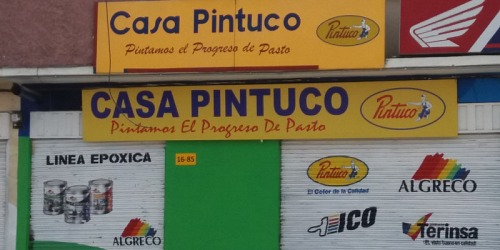 Casa Pintuco
Pintamos el Progreso de Pasto
Pintuco
CASA PINTUCO
Pintamos El Progreso De Pasto
Pintuco
LINEA EPOXICA
16-85
ALGRECO
Pintuco
El Color de la Calidad
ALGRECO
ICO
Terinsa